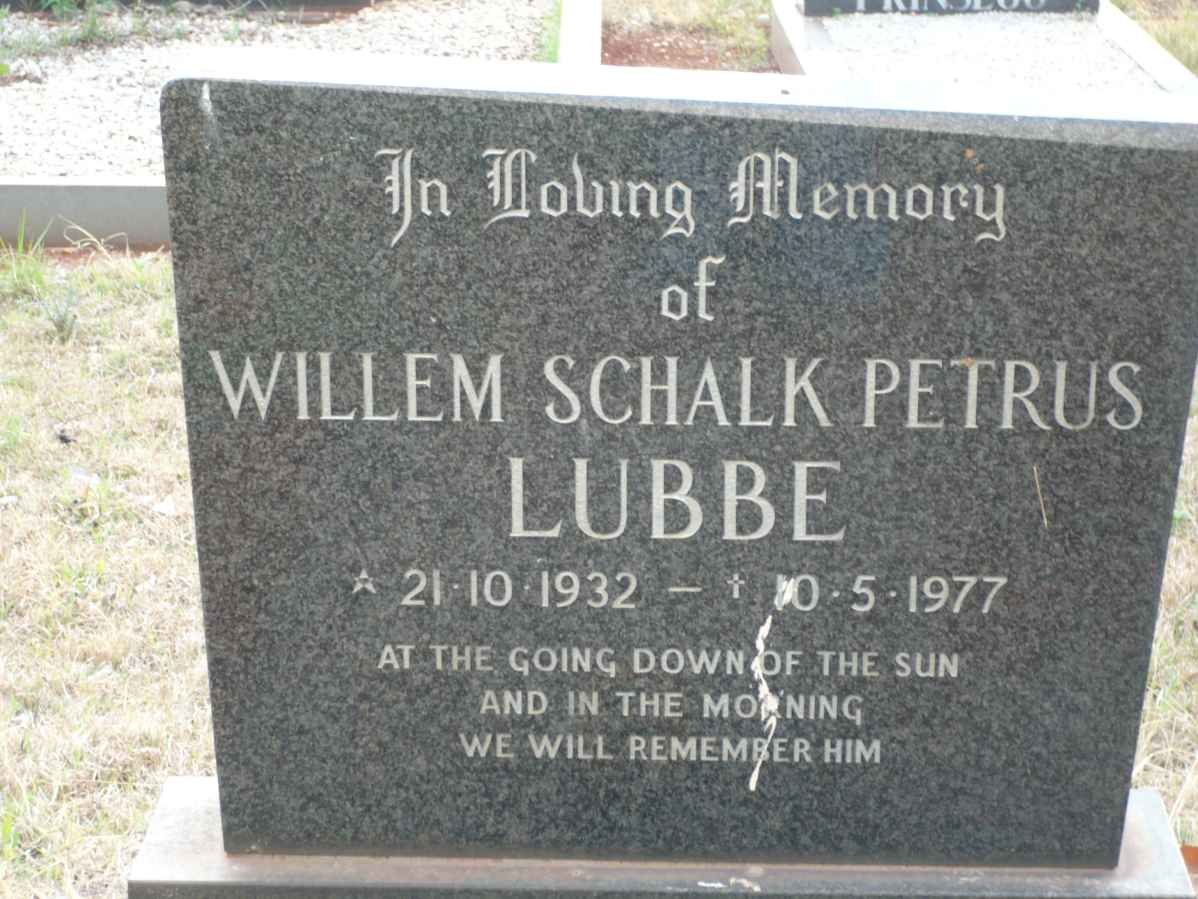 PRINSLOO
In Loving Memory
of
WILLEM SCHALK PETRUS
LUBBE
☆ 21·10·1932 – † 10·5·1977
AT THE GOING DOWN OF THE SUN
AND IN THE MORNING
WE WILL REMEMBER HIM